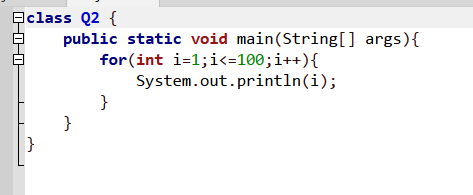 class Q2 {
    public static void main(String[] args){
        for(int i=1;i<=100;i++){
            System.out.println(i);
        }
    }
}